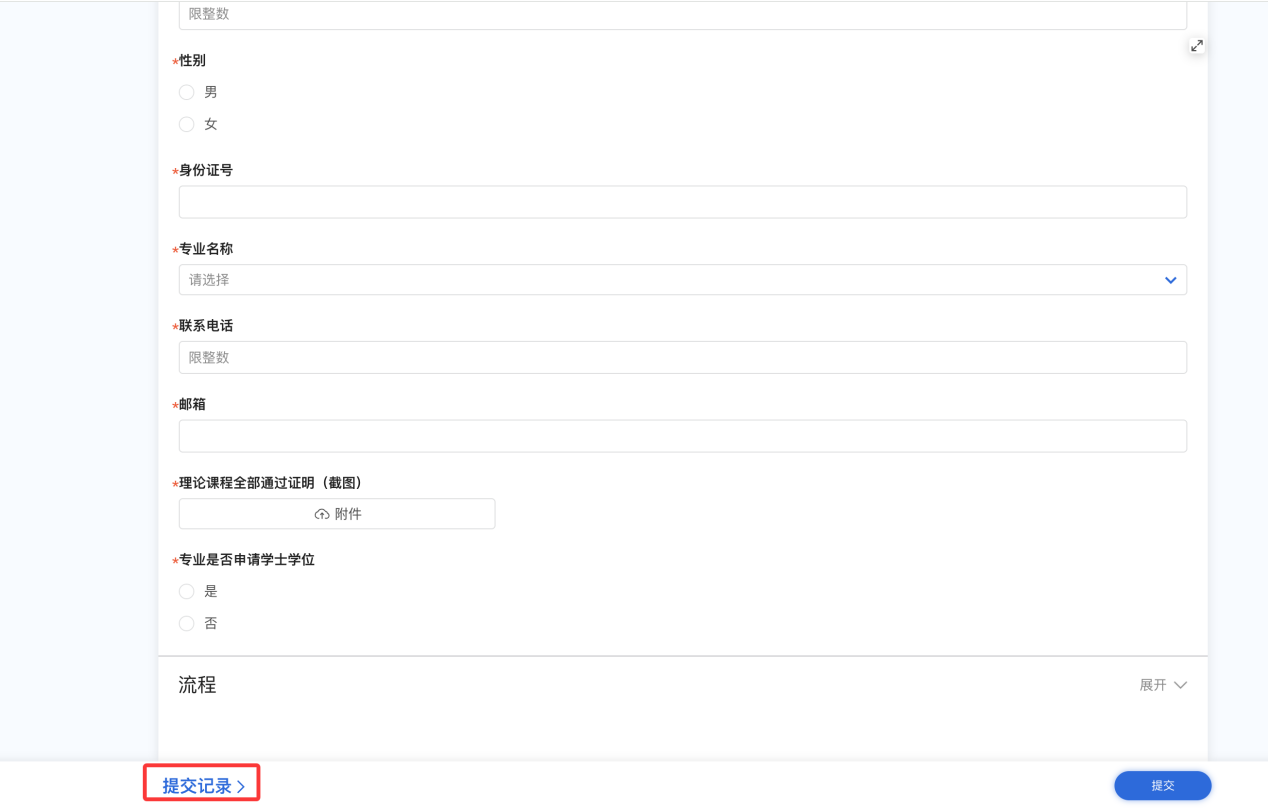 限整数
*性别
男
女
*身份证号
*专业名称
请选择
*联系电话
限整数
*邮箱
*理论课程全部通过证明（截图）
附件
*专业是否申请学士学位
是
否
流程
展开
提交记录
提交